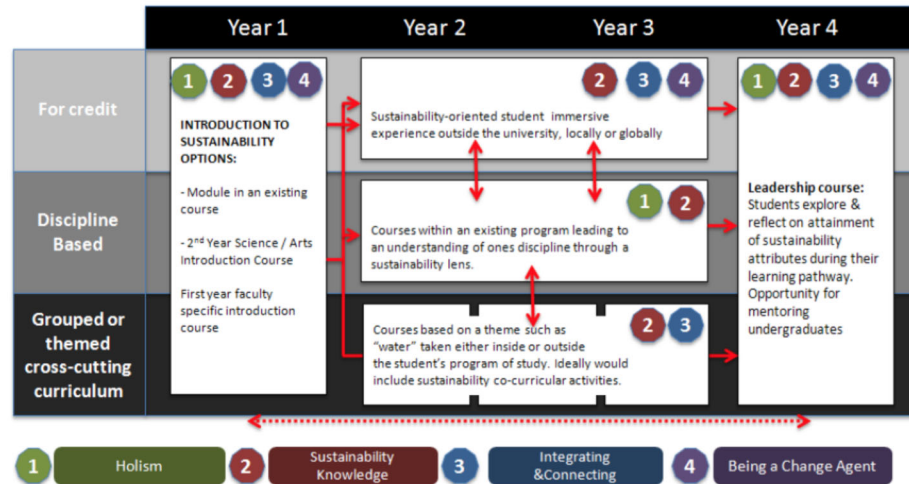 Year 1 Year 2 Year 3 Year 4
For credit
1 2 3 4
INTRODUCTION TO
SUSTAINABILITY
OPTIONS:
- Module in an existing
course
- 2nd Year Science / Arts
Introduction Course
First year faculty
specific introduction
course
2 3 4
Sustainability-oriented student immersive
experience outside the university, locally or globally
1 2 3 4
Leadership course:
Students explore &
reflect on attainment
of sustainability
attributes during their
learning pathway.
Opportunity for
mentoring
undergraduates
Discipline
Based
1 2
Courses within an existing program leading to
an understanding of ones discipline through a
sustainability lens.
Grouped or
themed
cross-cutting
curriculum
2 3
Courses based on a theme such as
“water” taken either inside or outside
the student’s program of study. Ideally would
include sustainability co-curricular activities.
1 Holism
2 Sustainability
Knowledge
3 Integrating
&Connecting
4 Being a Change Agent